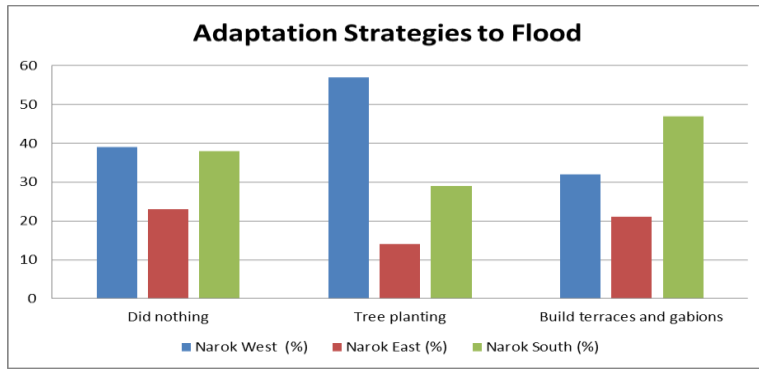 Adaptation Strategies to Flood
60
50
40
30
20
10
0
Did nothing Tree planting Build terraces and gabions
Narok West (%) Narok East (%) Narok South (%)